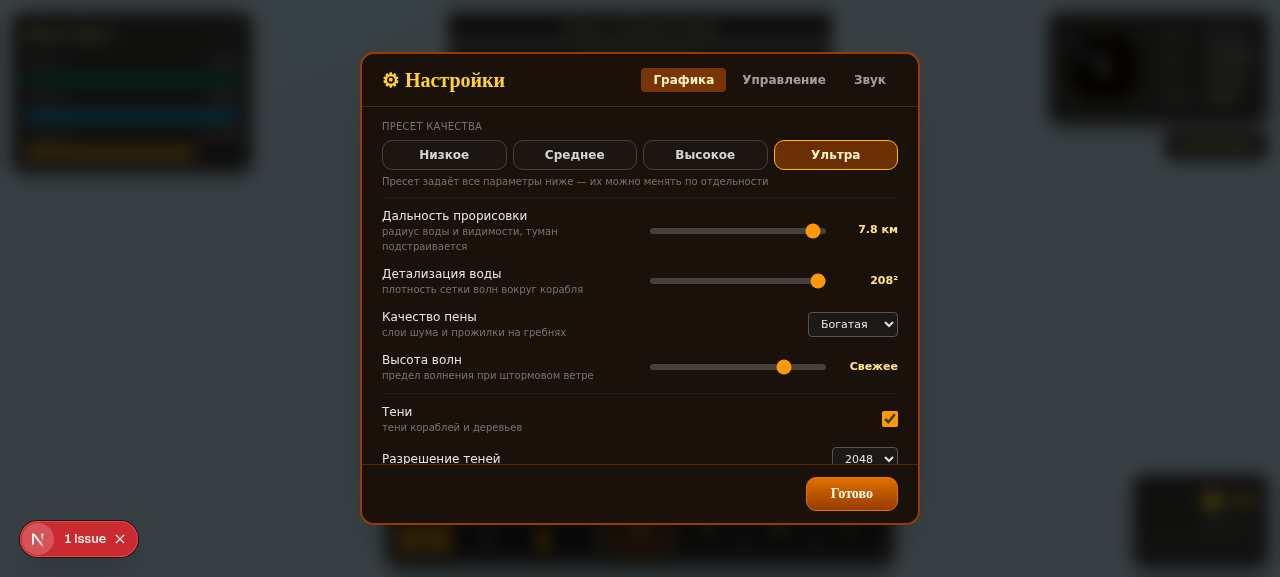 ⚙ Настройки
Графика
Управление
Звук
ПРЕСЕТ КАЧЕСТВА
Низкое
Среднее
Высокое
Ультра
Пресет задаёт все параметры ниже — их можно менять по отдельности
Дальность прорисовки
радиус воды и видимости, туман
подстраивается
7.8 км
Детализация воды
плотность сетки волн вокруг корабля
208²
Качество пены
слои шума и прожилки на гребнях
Богатая
Высота волн
предел волнения при штормовом ветре
Свежее
Тени
тени кораблей и деревьев
Разрешение теней
2048
Готово
N
1 Issue